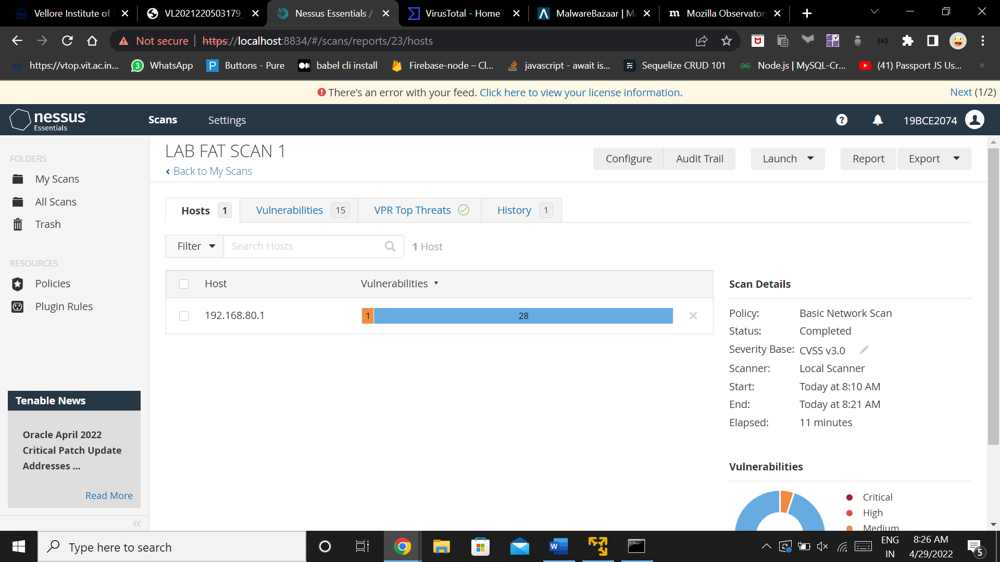 Vellore Institute of T
VL2021220503179_
Nessus Essentials /
VirusTotal - Home
MalwareBazaar | Ma
Mozilla Observatory
Not secure
https://localhost:8834/#/scans/reports/23/hosts
https://vtop.vit.ac.in...
3
WhatsApp
P
Buttons - Pure
babel cli install
Firebase-node – Cl...
javascript - await is...
Sequelize CRUD 101
Node.js | MySQL-Cr...
(41) Passport JS Us...
»
There's an error with your feed. Click here to view your license information.
Next (1/2)
nessus
Essentials
Scans
Settings
19BCE2074
FOLDERS
My Scans
All Scans
Trash
RESOURCES
Policies
Plugin Rules
Tenable News
Oracle April 2022
Critical Patch Update
Addresses ...
Read More
LAB FAT SCAN 1
Back to My Scans
Configure
Audit Trail
Launch
Report
Export
Hosts 1
Vulnerabilities 15
VPR Top Threats
History 1
Filter
Search Hosts
1 Host
Host
Vulnerabilities
192.168.80.1
1
28
Scan Details
Policy: Basic Network Scan
Status: Completed
Severity Base: CVSS v3.0
Scanner: Local Scanner
Start: Today at 8:10 AM
End: Today at 8:21 AM
Elapsed: 11 minutes
Vulnerabilities
Critical
High
Medium
Type here to search
ENG
IN
8:26 AM
4/29/2022
5